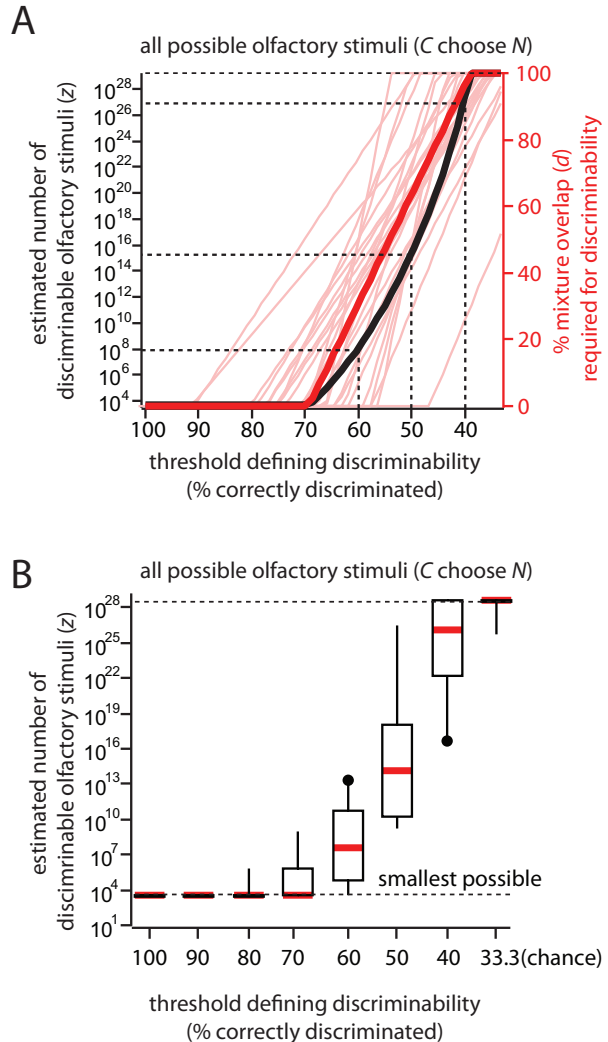 A
all possible olfactory stimuli (C choose N)
estimated number of
discimrinable olfactory stimuli (z)
10^28
10^26
10^24
10^22
10^20
10^18
10^16
10^14
10^12
10^10
10^8
10^6
10^4
100
80
60
40
20
0
% mixture overlap (d)
required for discriminability
100 90 80 70 60 50 40
threshold defining discriminability
(% correctly discriminated)
B
all possible olfactory stimuli (C choose N)
estimated number of
discimrinable olfactory stimuli (z)
10^28
10^25
10^22
10^19
10^16
10^13
10^10
10^7
10^4
10^1
smallest possible
100 90 80 70 60 50 40 33.3(chance)
threshold defining discriminability
(% correctly discriminated)